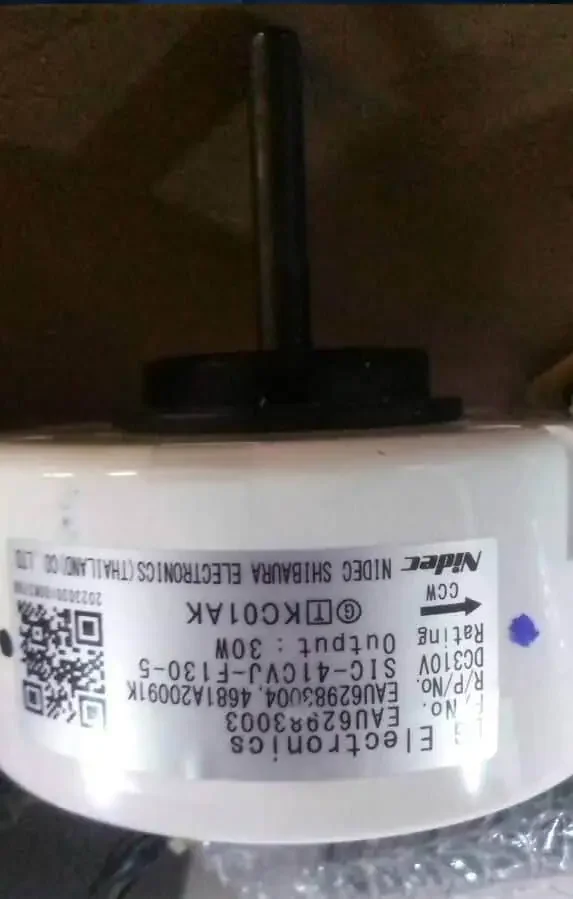 LG Electronics
P/No. EAU62983003
R/P/No. EAU62983004, 4681A20091K
DC310V SIC-41CVJ-F130-5
Rating Output : 30W
CCW Ⓖ T KC01AK
Nidec NIDEC SHIBAURA ELECTRONICS(THAILAND)CO.,LTD.